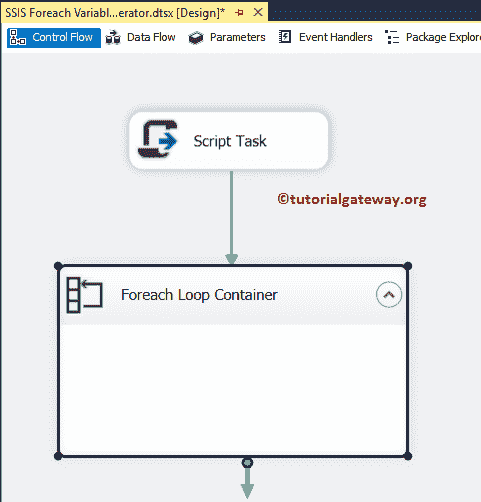 SSIS Foreach Variabl...erator.dtsx [Design]*
Control Flow Data Flow Parameters Event Handlers Package Explore
Script Task
©tutorialgateway.org
Foreach Loop Container